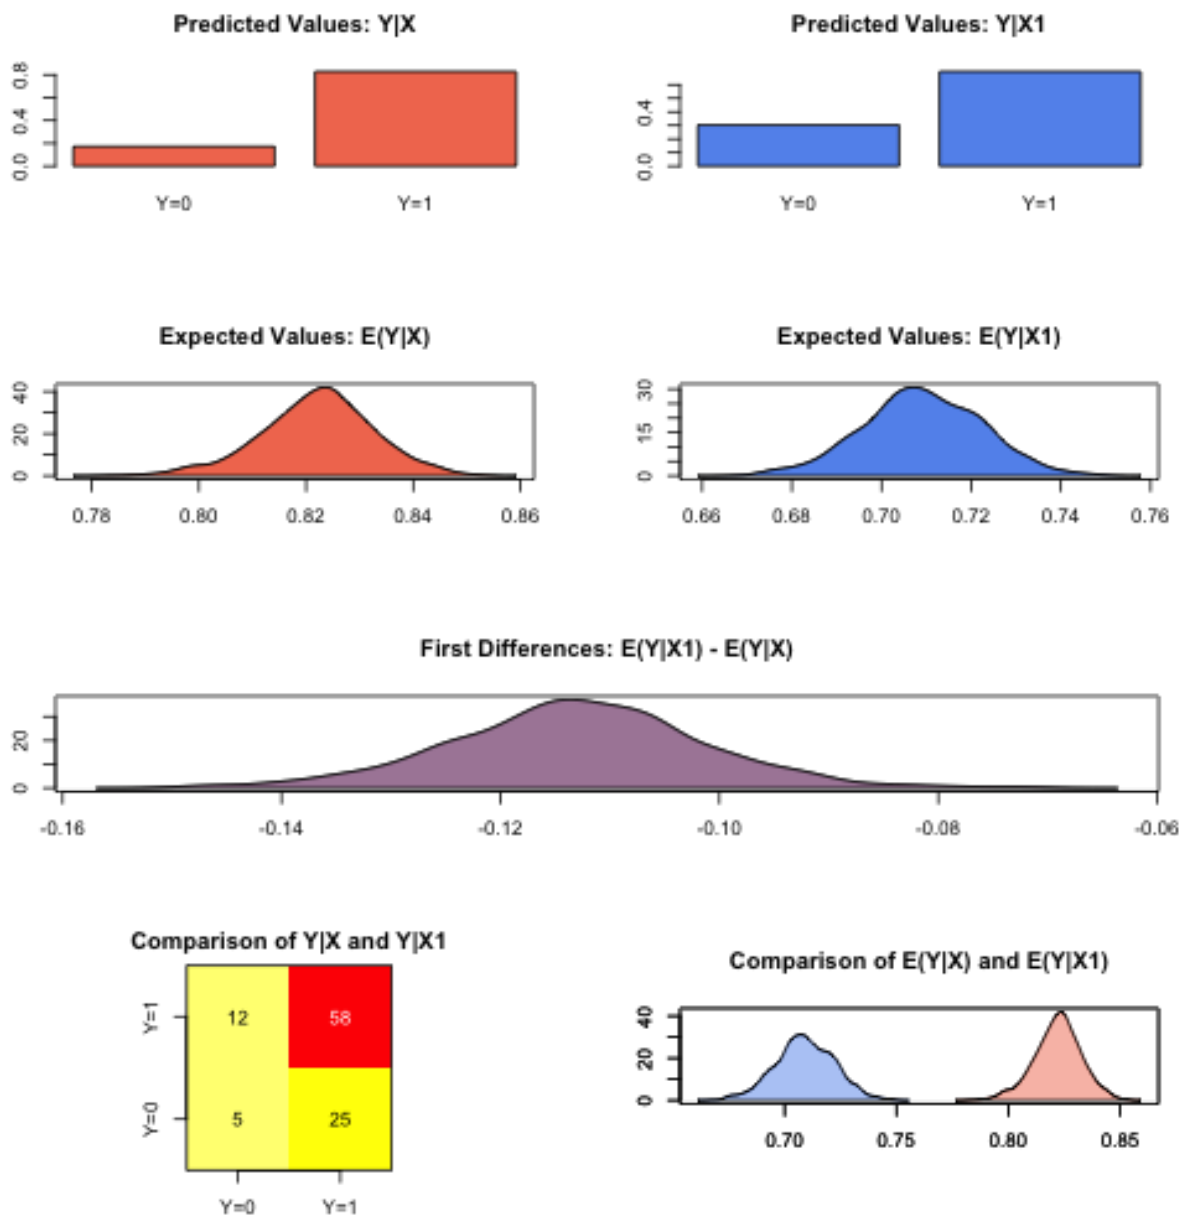 Predicted Values: Y|X
0.0 0.4 0.8
Y=0 Y=1
Predicted Values: Y|X1
0.0 0.4
Y=0 Y=1
Expected Values: E(Y|X)
0 20 40
0.78 0.80 0.82 0.84 0.86
Expected Values: E(Y|X1)
0 15 30
0.66 0.68 0.70 0.72 0.74 0.76
First Differences: E(Y|X1) - E(Y|X)
0 20
-0.16 -0.14 -0.12 -0.10 -0.08 -0.06
Comparison of Y|X and Y|X1
Y=1 12 58
Y=0 5 25
Y=0 Y=1
Comparison of E(Y|X) and E(Y|X1)
0 20 40
0.70 0.75 0.80 0.85